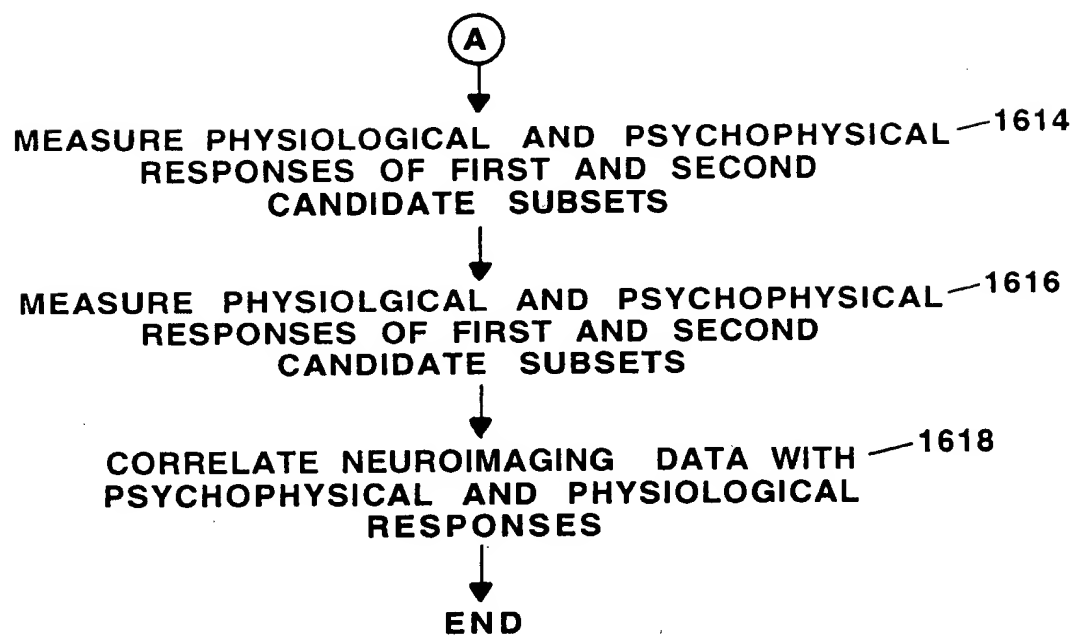 A
MEASURE PHYSIOLOGICAL AND PSYCHOPHYSICAL 1614
RESPONSES OF FIRST AND SECOND
CANDIDATE SUBSETS
MEASURE PHYSIOLGICAL AND PSYCHOPHYSICAL 1616
RESPONSES OF FIRST AND SECOND
CANDIDATE SUBSETS
CORRELATE NEUROIMAGING DATA WITH 1618
PSYCHOPHYSICAL AND PHYSIOLOGICAL
RESPONSES
END